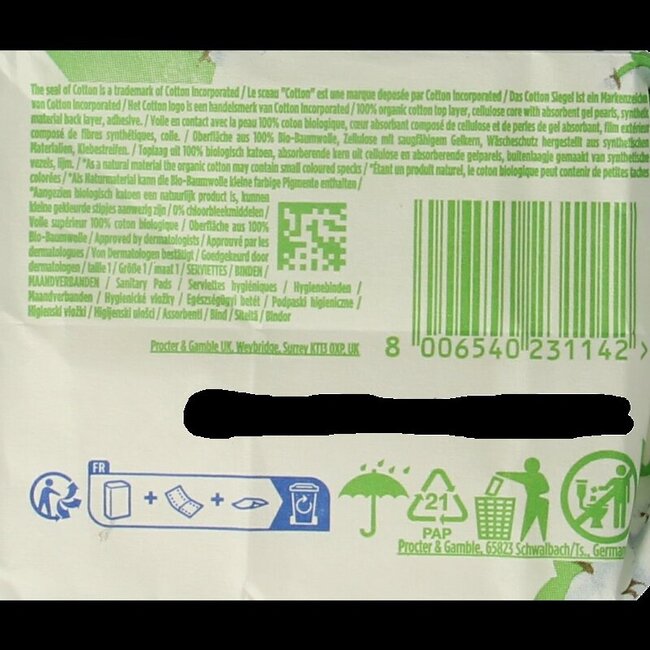 The seal of Cotton is a trademark of Cotton Incorporated / Le sceau "Cotton" est une marque deposée par Cotton Incorporated / Das Cotton Siegel ist ein Markenzeichen
von Cotton Incorporated / Het Cotton logo is een handelsmerk van Cotton Incorporated / 100% organic cotton top layer, cellulose core with absorbent gel pearls, synthetic
material back layer, adhesive. / Voile en contact avec la peau 100% coton biologique, cœur absorbant composé de cellulose et de perles de gel absorbant, film extérieur
composé de fibres synthétiques, colle. / Oberfläche aus 100% Bio-Baumwolle, Zellulose mit saugfähigem Gelkern, Wäscheschutz hergestellt aus synthetischen
Materialien, Klebestreifen. / Toplaag uit 100% biologisch katoen, absorberende kern uit cellulose en absorberende gelparels, buitenlaagje gemaakt van synthetische
vezels, lijm. / °As a natural material the organic cotton may contain small coloured specks / °Étant un produit naturel, le coton biologique peut contenir de petites taches
colorées / °Als Naturmaterial kann die Bio-Baumwolle kleine farbige Pigmente enthalten /
°Aangezien biologisch katoen een natuurlijk product is, kunnen
kleine gekleurde stipjes aanwezig zijn / 0% chloorbleekmiddelen /
Voile supérieur 100% coton biologique / Oberfläche aus 100%
Bio-Baumwolle / Approved by dermatologists / Approuvé par les
dermatologues / Von Dermatologen bestätigt / Goedgekeurd door
dermatologen / taille 1 / Größe 1 / maat 1 / SERVIETTES / BINDEN /
MAANDVERBANDEN / Sanitary Pads / Serviettes hygiéniques / Hygienebinden /
Maandverbanden / Hygienické vložky / Egészségügyi betét / Podpaski higieniczne /
Higienski vložki / Higijenski ulošci / Assorbenti / Bind / Siteitä / Bindor
Procter & Gamble UK, Weybridge, Surrey KT13 0XP, UK
8 006540 231142 >
FR
21
PAP
Procter & Gamble, 65823 Schwalbach/Ts., German